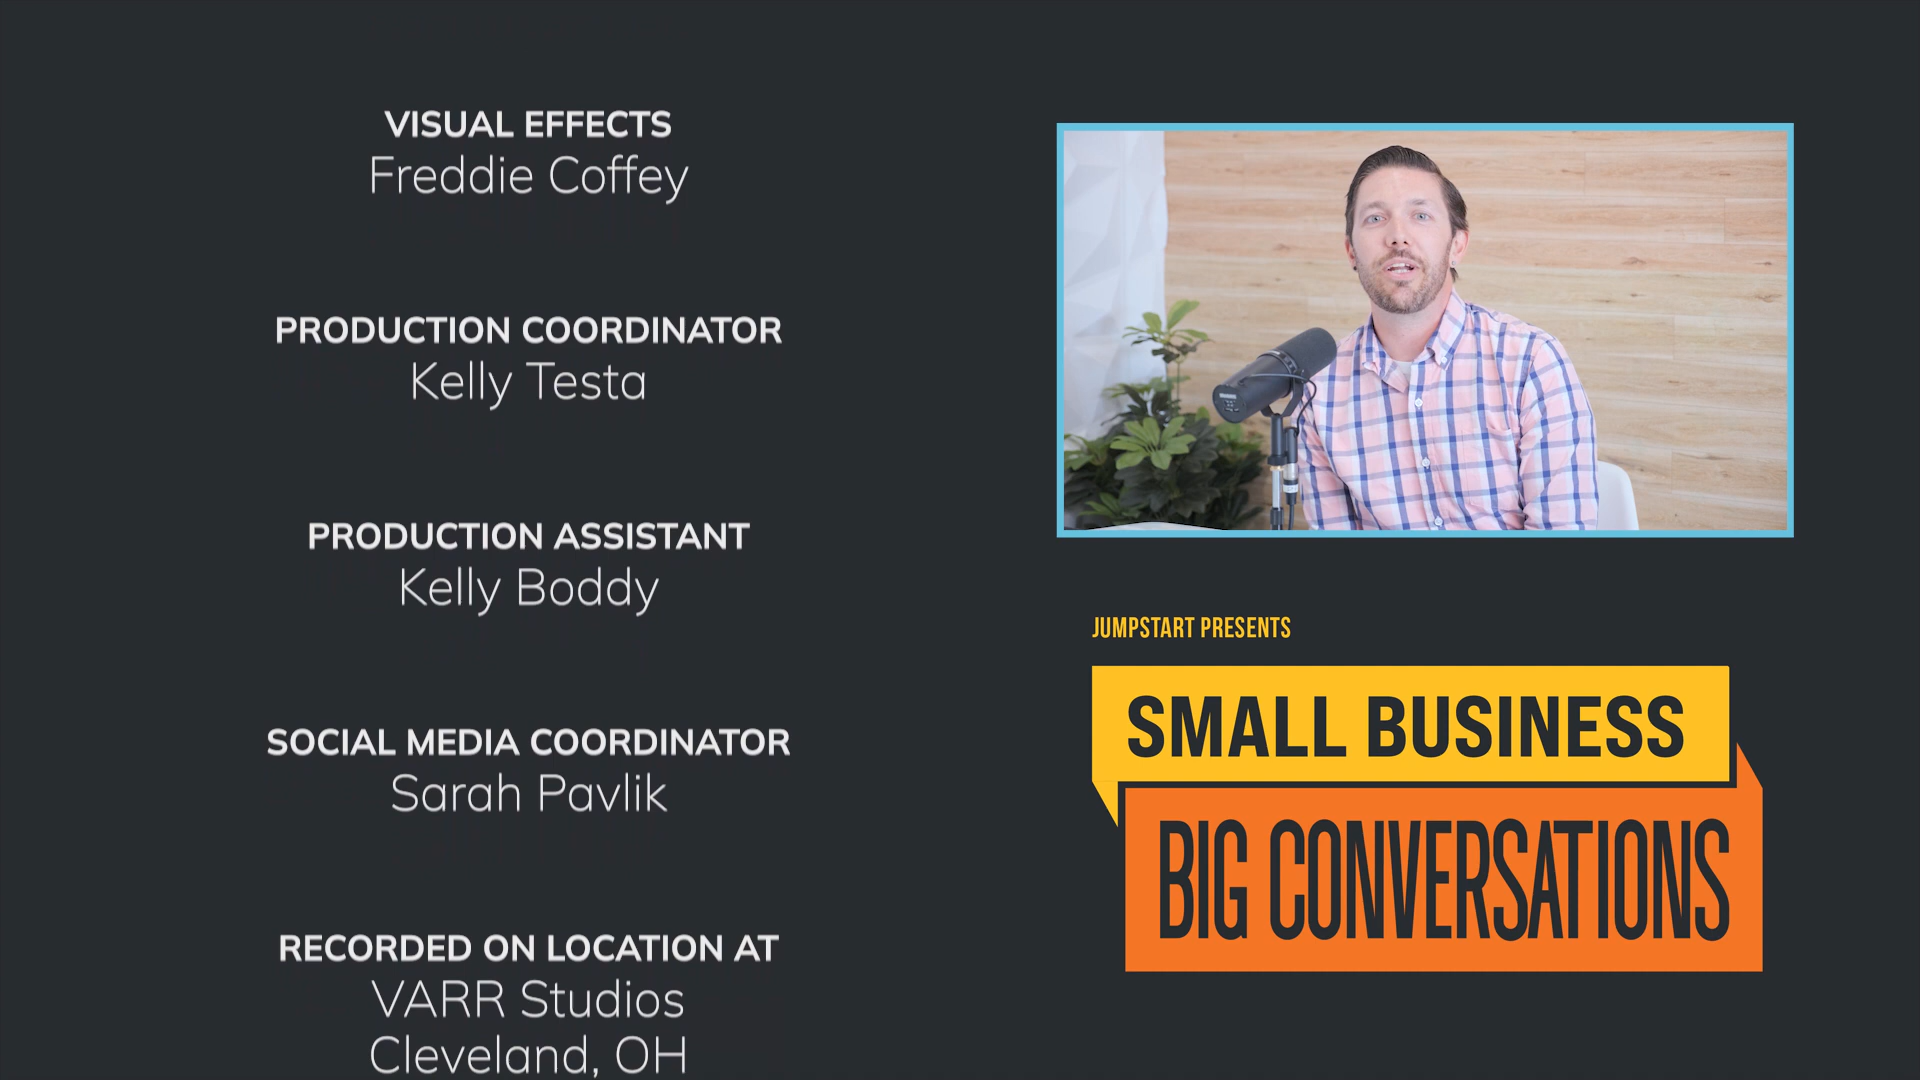 VISUAL EFFECTS
Freddie Coffey
PRODUCTION COORDINATOR
Kelly Testa
PRODUCTION ASSISTANT
Kelly Boddy
SOCIAL MEDIA COORDINATOR
Sarah Pavlik
RECORDED ON LOCATION AT
VARR Studios
Cleveland, OH
JUMPSTART PRESENTS
SMALL BUSINESS
BIG CONVERSATIONS